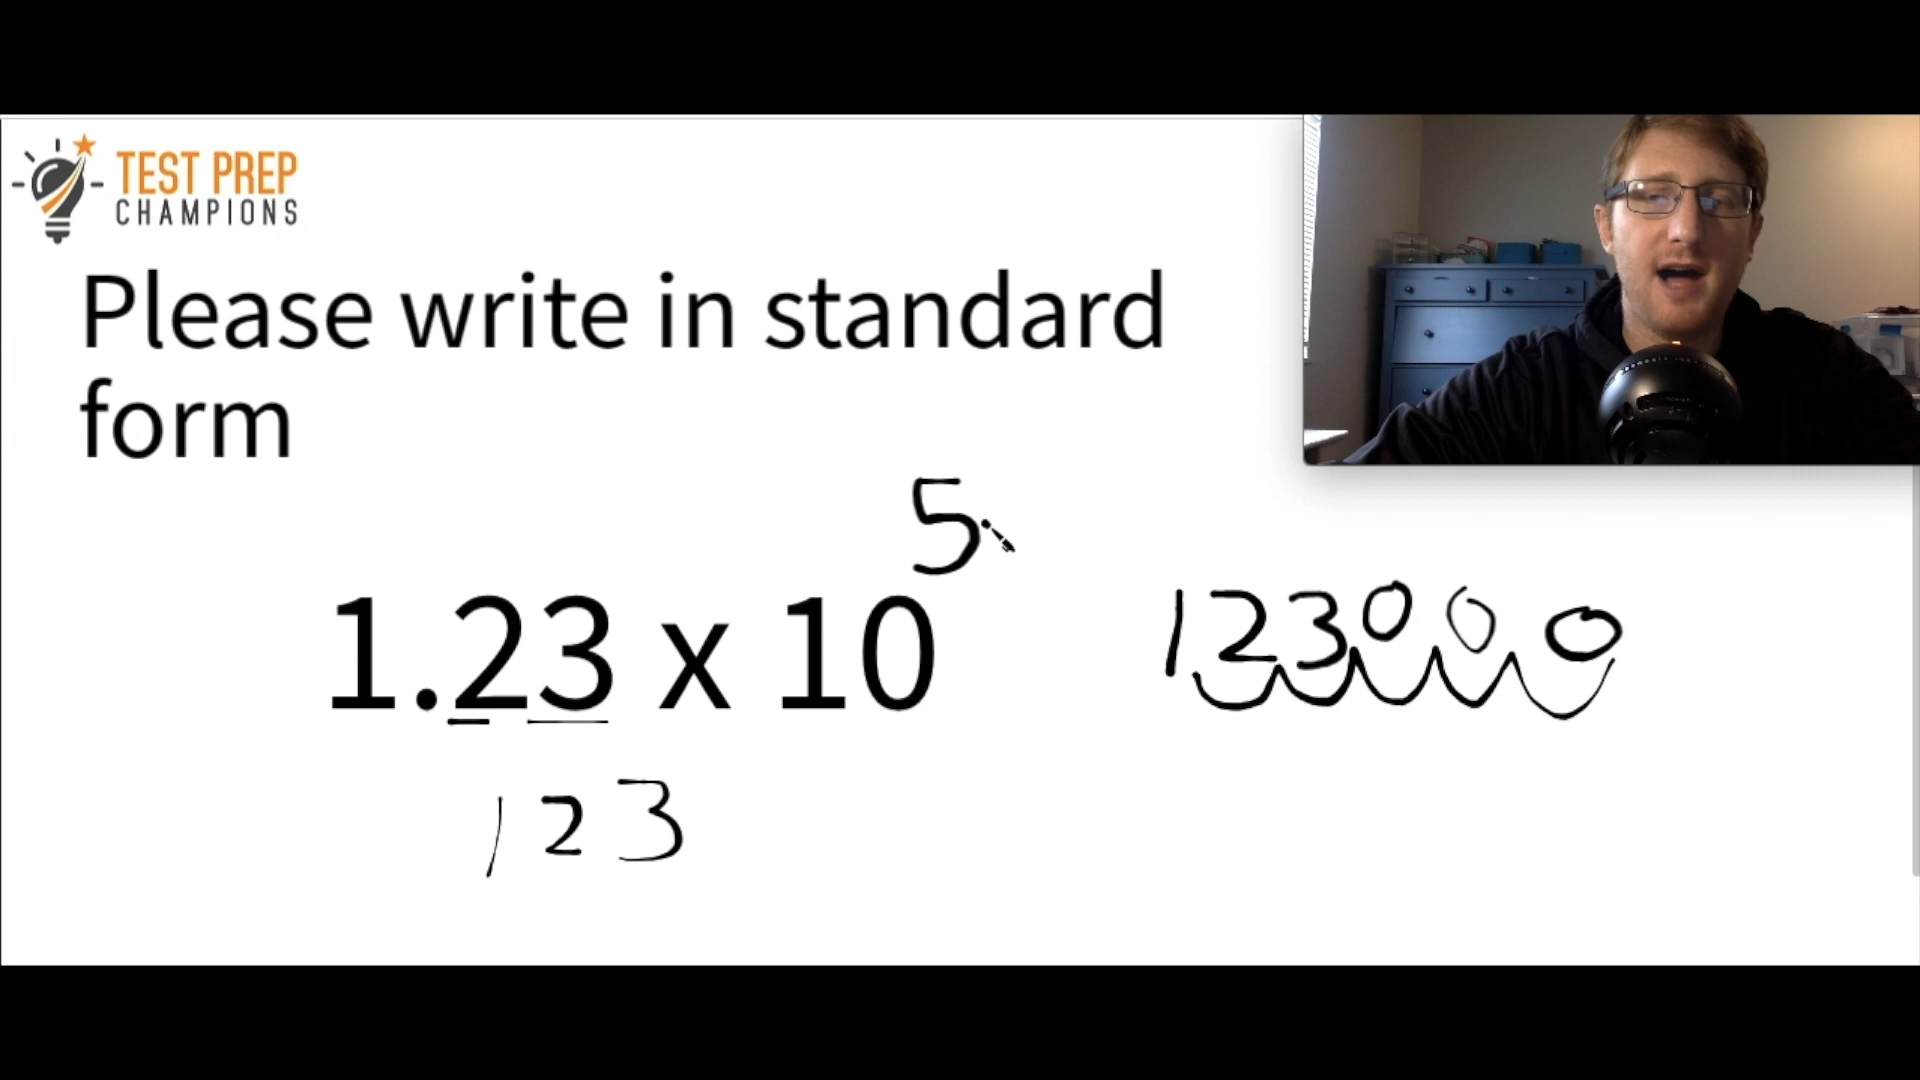 TEST PREP
CHAMPIONS
Please write in standard
form
5
1.23 x 10
123000
123